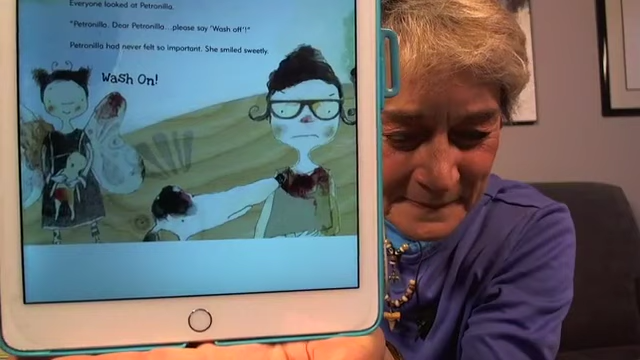 Everyone looked at Petronilla.
"Petronilla. Dear Petronilla...please say 'Wash off'!"
Petronilla had never felt so important. She smiled sweetly.
Wash On!